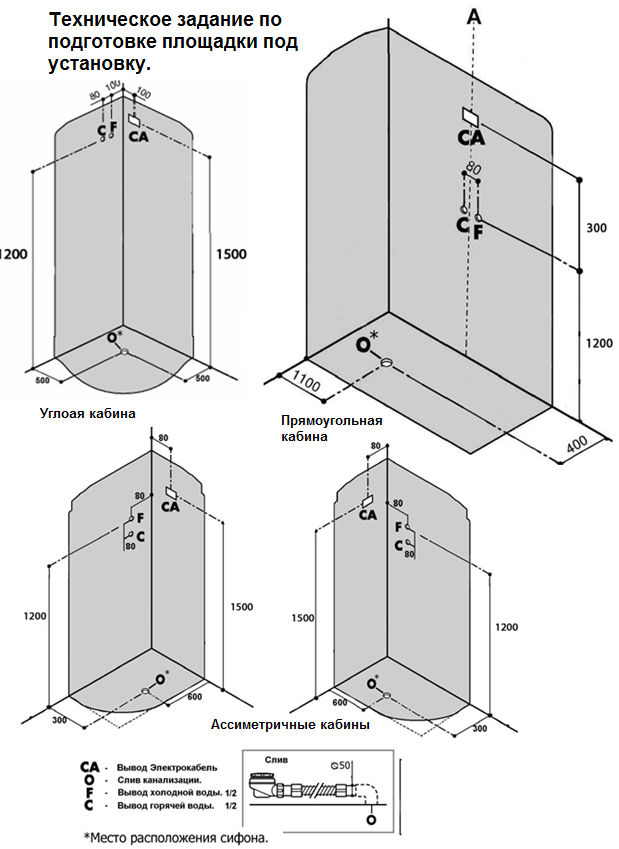 Техническое задание по
подготовке площадки под
установку.
80
100
100
C
F
CA
1200
1500
O*
500
500
Углоая кабина
A
CA
80
C
F
300
1200
O*
1100
400
Прямоугольная
кабина
80
CA
80
F
C
80
1200
1500
O*
300
600
80
CA
80
F
C
80
1500
1200
O*
600
300
Ассиметричные кабины
CA - Вывод Электрокабель
O - Слив канализации.
F - Вывод холодной воды. 1/2
C - Вывод горячей воды. 1/2
*Место расположения сифона.
Слив
∅50
O